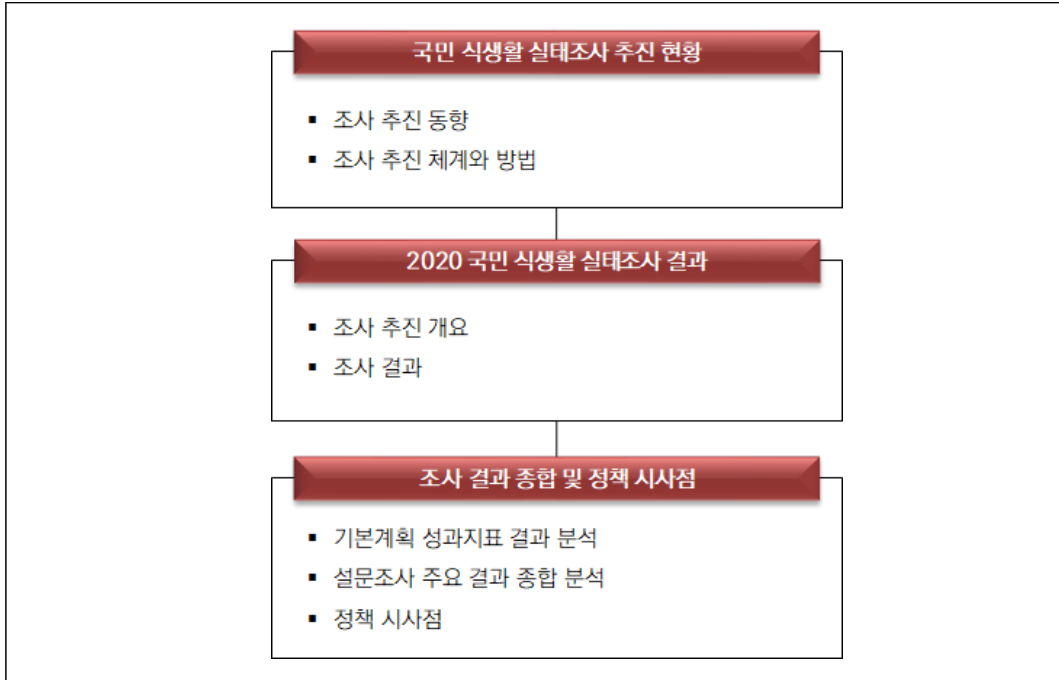 국민 식생활 실태조사 추진 현황
▪ 조사 추진 동향
▪ 조사 추진 체계와 방법
2020 국민 식생활 실태조사 결과
▪ 조사 추진 개요
▪ 조사 결과
조사 결과 종합 및 정책 시사점
▪ 기본계획 성과지표 결과 분석
▪ 설문조사 주요 결과 종합 분석
▪ 정책 시사점